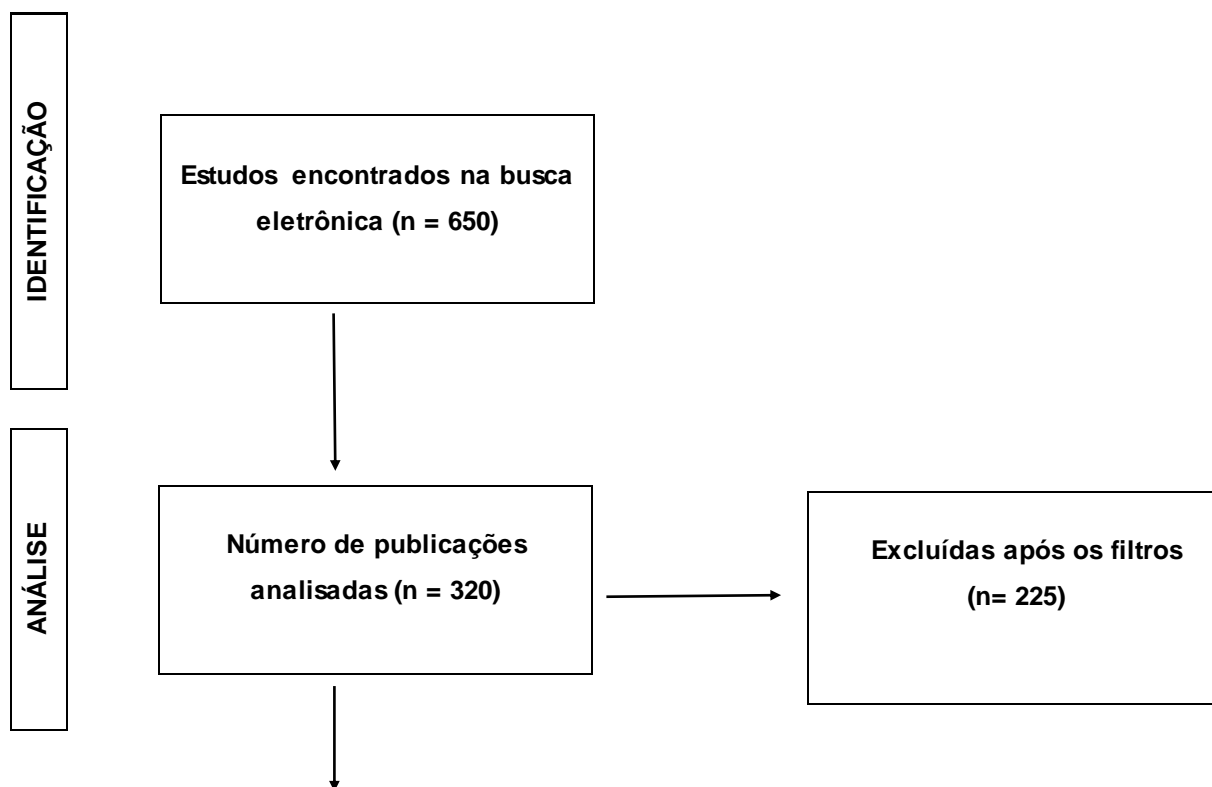 IDENTIFICAÇÃO
Estudos encontrados na busca
eletrônica (n = 650)
ANÁLISE
Número de publicações
analisadas (n = 320)
Excluídas após os filtros
(n= 225)